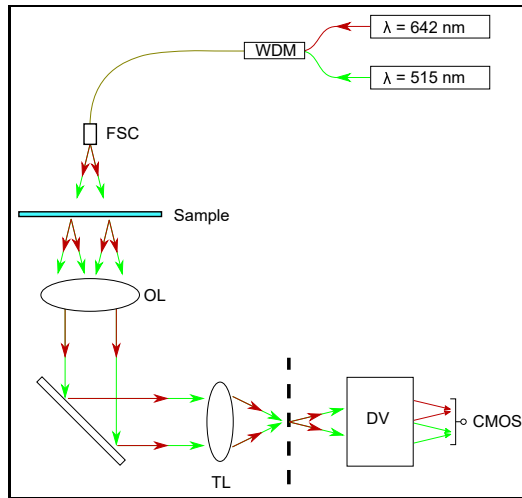 λ = 642 nm
WDM
λ = 515 nm
FSC
Sample
OL
DV
CMOS
TL